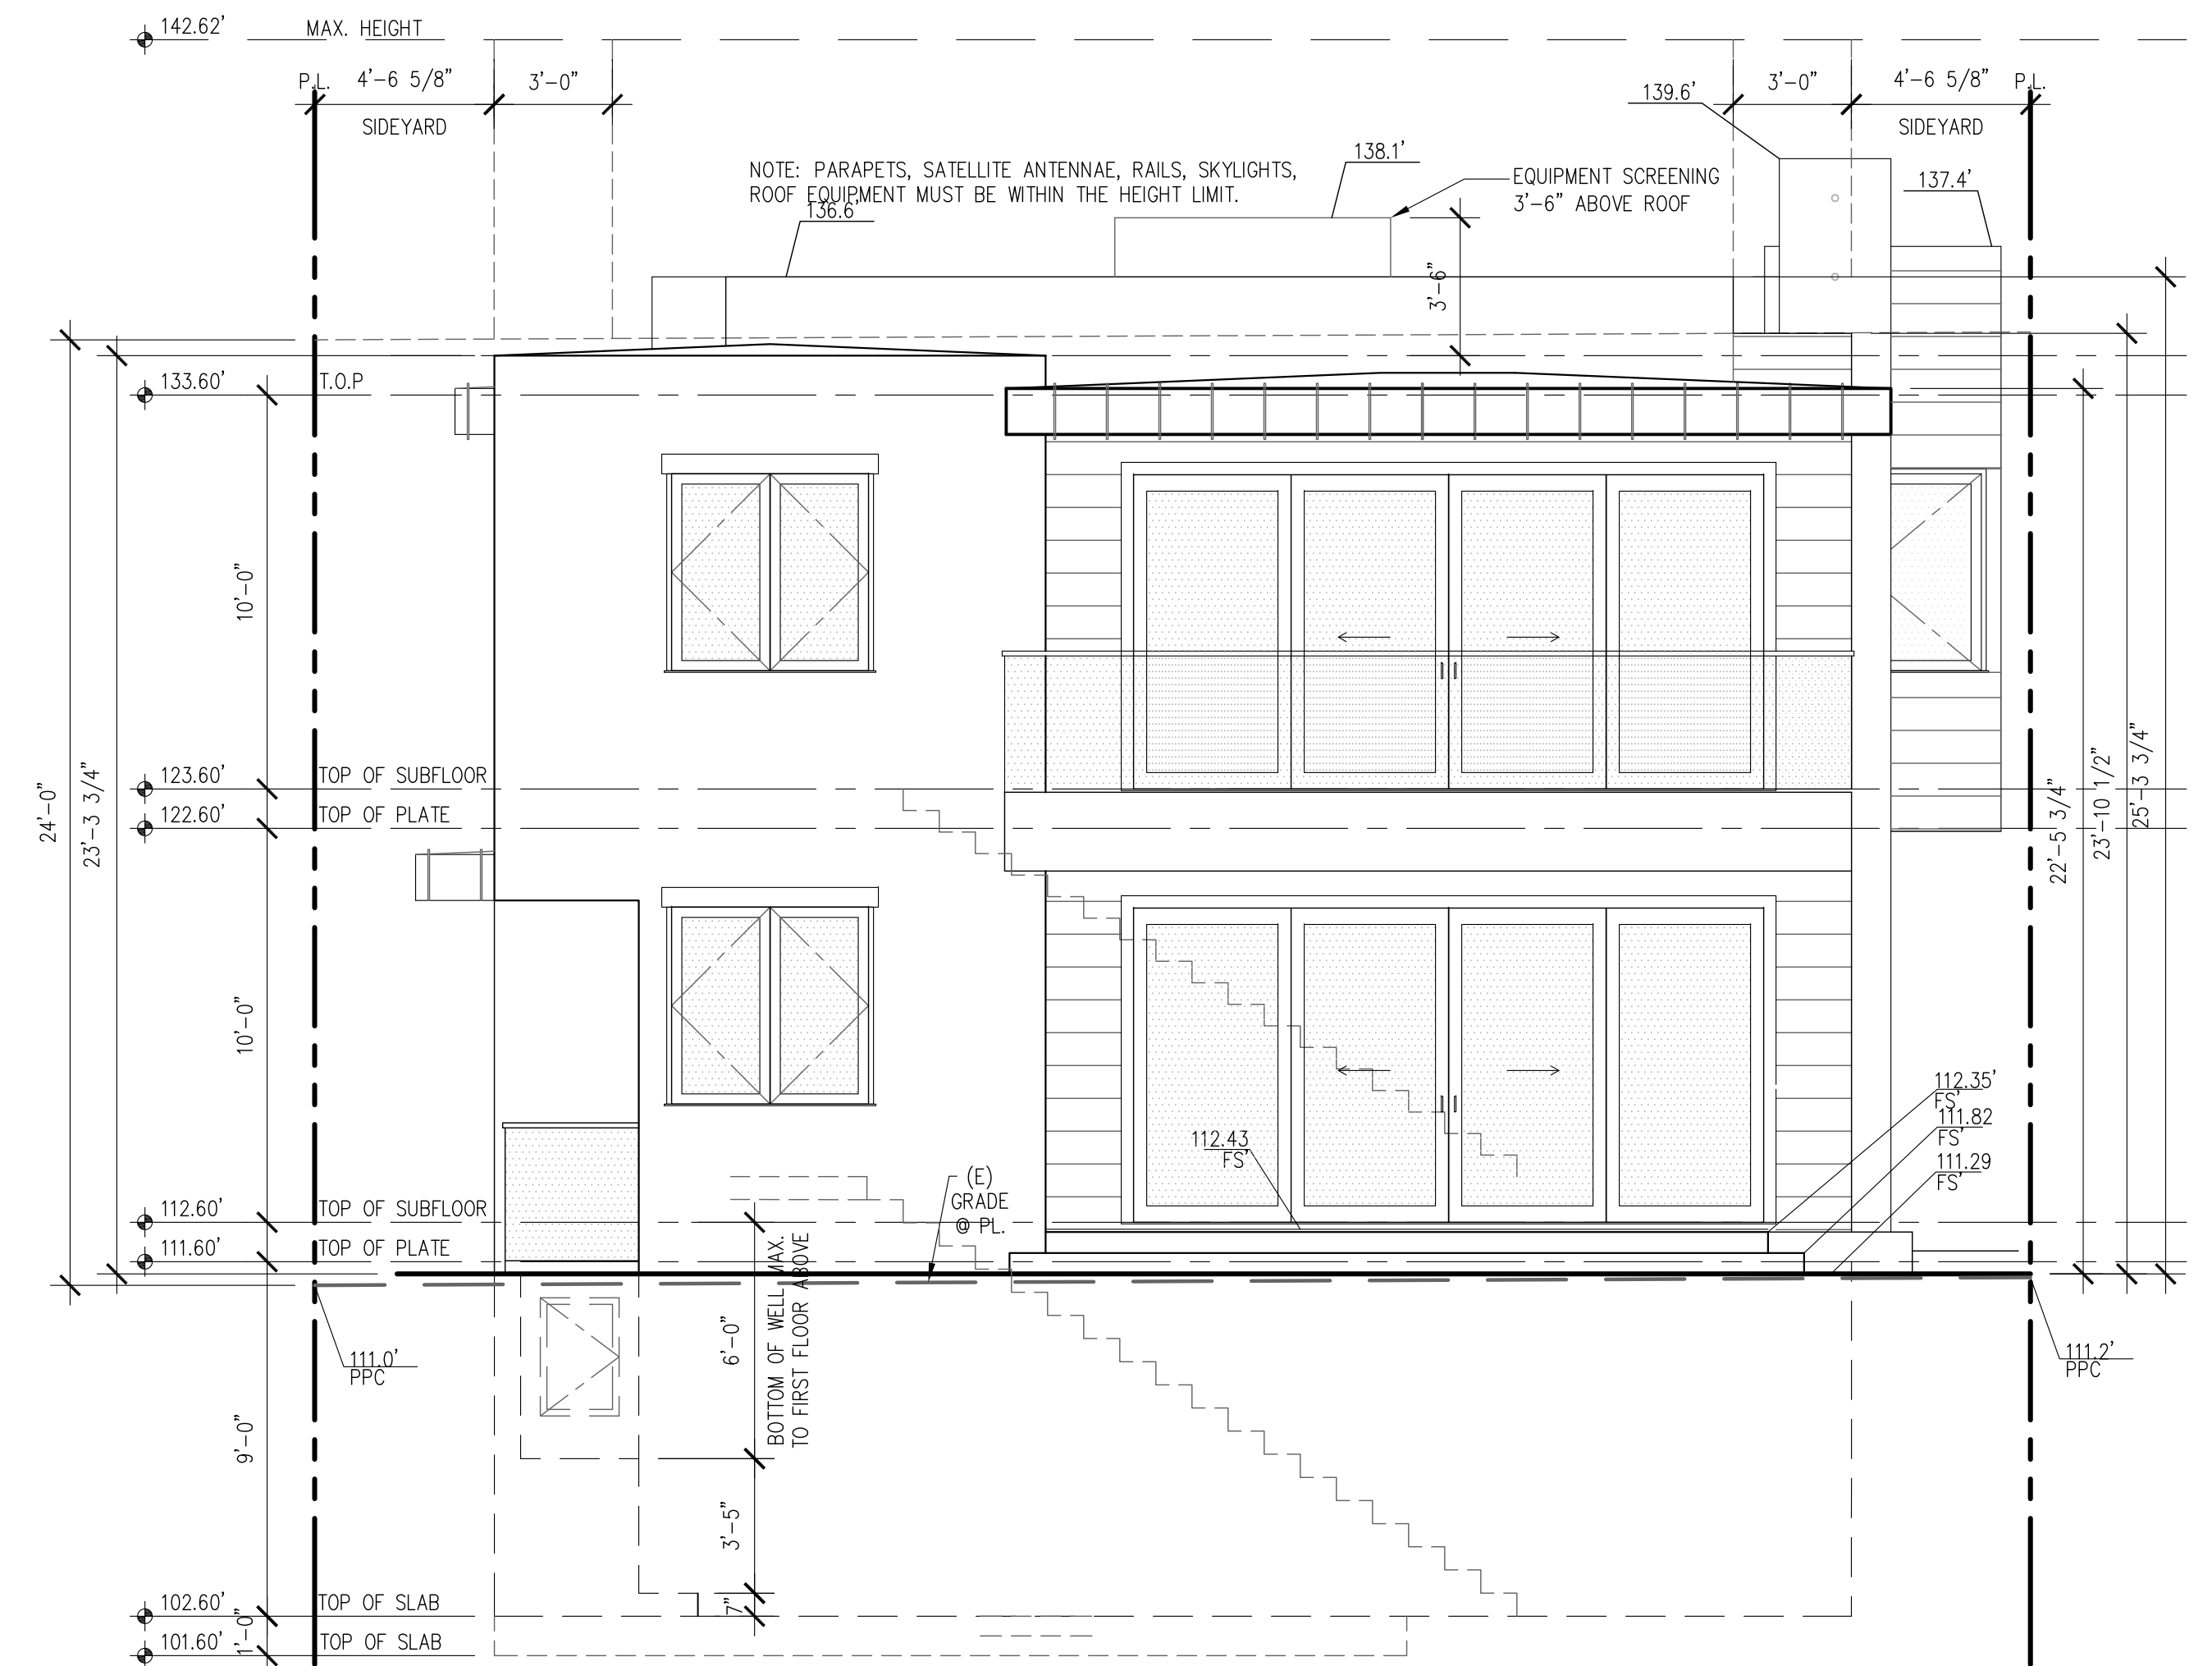 142.62'
MAX. HEIGHT
P.L.
4'-6 5/8"
3'-0"
SIDEYARD
3'-0"
4'-6 5/8"
P.L.
SIDEYARD
139.6'
138.1'
NOTE: PARAPETS, SATELLITE ANTENNAE, RAILS, SKYLIGHTS,
ROOF EQUIPMENT MUST BE WITHIN THE HEIGHT LIMIT.
EQUIPMENT SCREENING
3'-6" ABOVE ROOF
137.4'
136.6'
3'-6"
133.60'
T.O.P
10'-0"
123.60'
TOP OF SUBFLOOR
122.60'
TOP OF PLATE
24'-0"
23'-3 3/4"
22'-5 3/4"
23'-10 1/2"
25'-3 3/4"
10'-0"
112.35'
FS'
111.82
FS'
111.29
FS'
112.43
FS'
(E)
GRADE
@ PL.
112.60'
TOP OF SUBFLOOR
111.60'
TOP OF PLATE
BOTTOM OF WELL MAX.
TO FIRST FLOOR ABOVE
6'-0"
111.0'
PPC
111.2'
PPC
9'-0"
3'-5"
7"
102.60'
TOP OF SLAB
1'-0"
101.60'
TOP OF SLAB